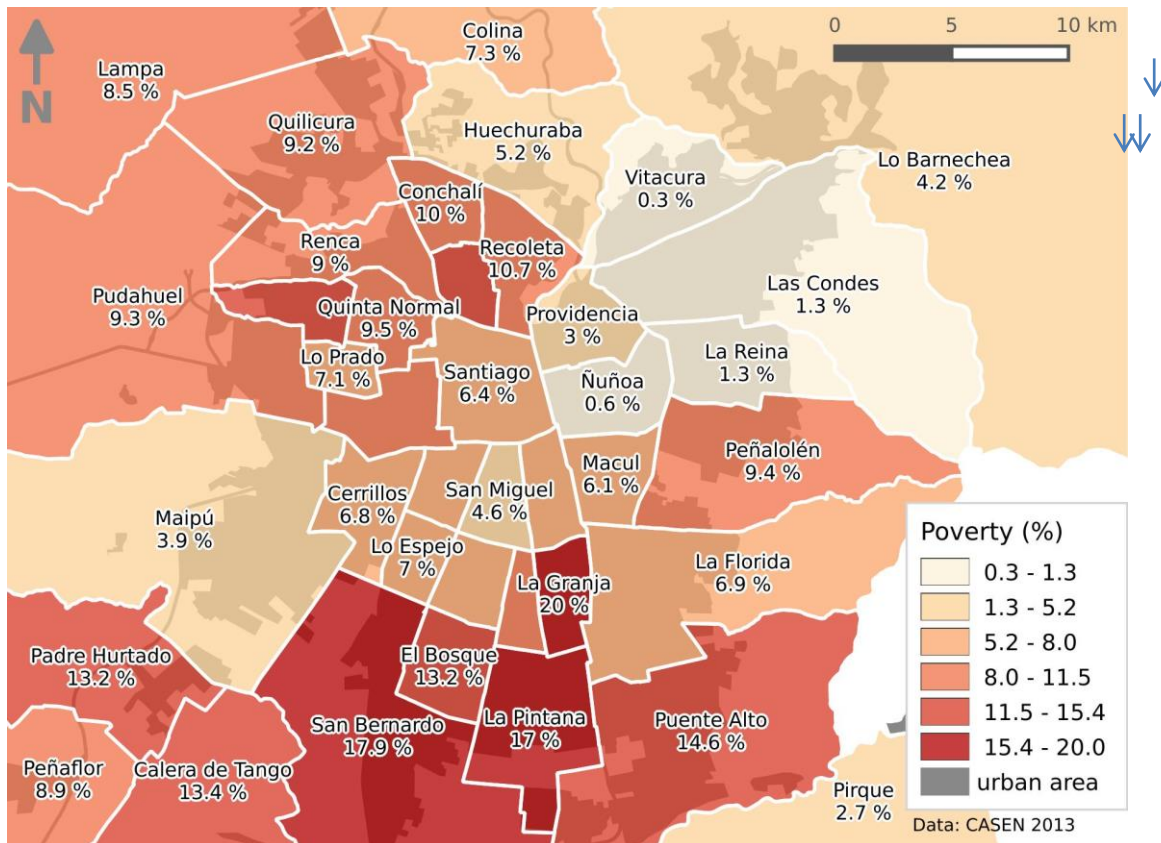 Colina
7.3 %
0 5 10 km
N
Lampa
8.5 %
Quilicura
9.2 %
Huechuraba
5.2 %
Lo Barnechea
4.2 %
Vitacura
0.3 %
Conchalí
10 %
Renca
9 %
Recoleta
10.7 %
Las Condes
1.3 %
Pudahuel
9.3 %
Quinta Normal
9.5 %
Providencia
3 %
Lo Prado
7.1 %
Santiago
6.4 %
La Reina
1.3 %
Ñuñoa
0.6 %
Peñalolén
9.4 %
Macul
6.1 %
Cerrillos
6.8 %
San Miguel
4.6 %
Maipú
3.9 %
Lo Espejo
7 %
La Granja
20 %
La Florida
6.9 %
Padre Hurtado
13.2 %
El Bosque
13.2 %
San Bernardo
17.9 %
La Pintana
17 %
Puente Alto
14.6 %
Peñaflor
8.9 %
Calera de Tango
13.4 %
Pirque
2.7 %
Poverty (%)
0.3 - 1.3
1.3 - 5.2
5.2 - 8.0
8.0 - 11.5
11.5 - 15.4
15.4 - 20.0
urban area
Data: CASEN 2013